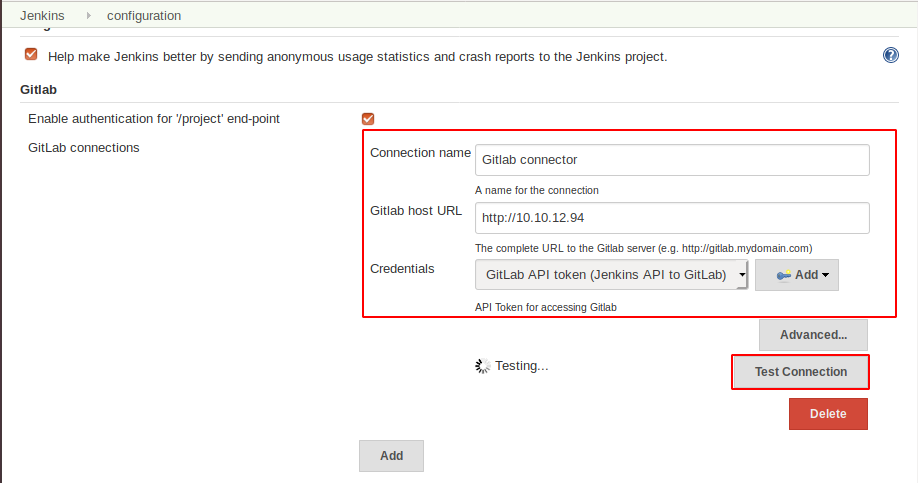 Jenkins configuration
Help make Jenkins better by sending anonymous usage statistics and crash reports to the Jenkins project.
Gitlab
Enable authentication for '/project' end-point
GitLab connections
Connection name Gitlab connector
A name for the connection
Gitlab host URL http://10.10.12.94
The complete URL to the Gitlab server (e.g. http://gitlab.mydomain.com)
Credentials GitLab API token (Jenkins API to GitLab) Add
API Token for accessing Gitlab
Advanced...
Testing...
Test Connection
Delete
Add